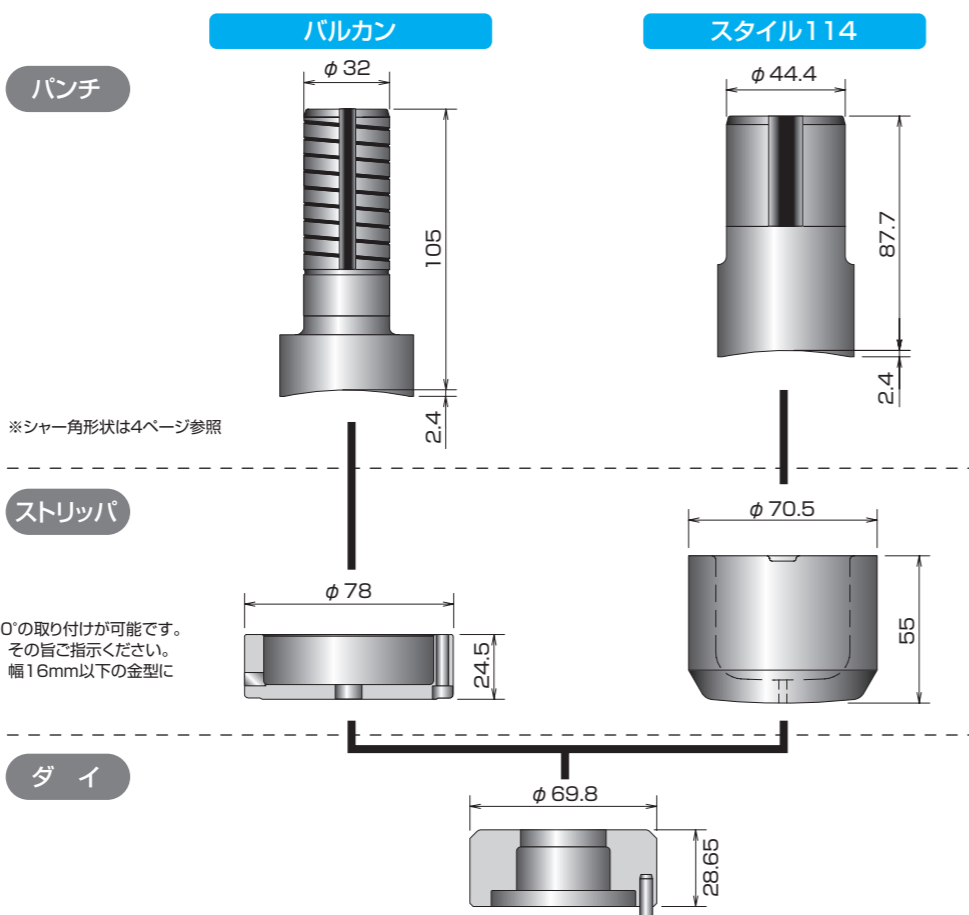 バルカン
スタイル114
パンチ
φ32
φ44.4
105
87.7
2.4
2.4
※シャー角形状は4ページ参照
ストリッパ
φ78
φ70.5
0°の取り付けが可能です。
その旨ご指示ください。
幅16mm以下の金型に
24.5
55
ダ イ
φ69.8
28.65